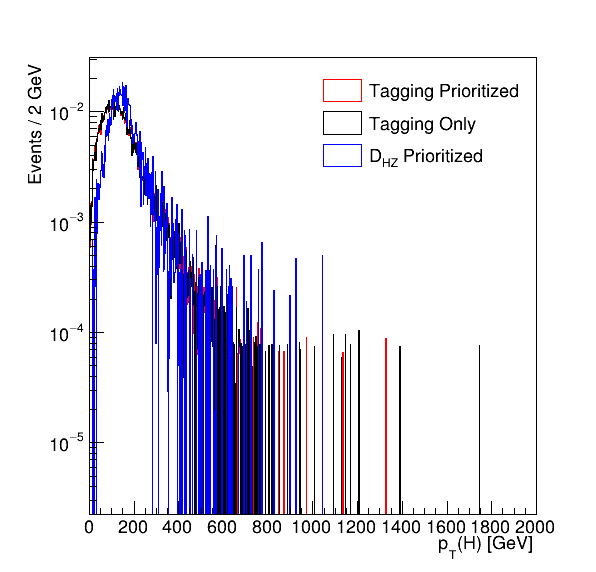 Events / 2 GeV
Tagging Prioritized
Tagging Only
D_HZ Prioritized
10^−2
10^−3
10^−4
10^−5
0 200 400 600 800 1000 1200 1400 1600 1800 2000
p_T(H) [GeV]